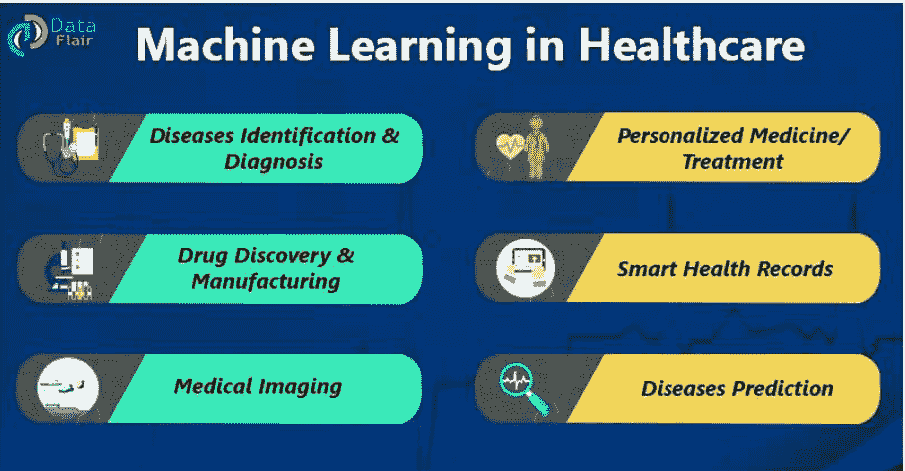 Data
Flair
Machine Learning in Healthcare
Diseases Identification &
Diagnosis
Personalized Medicine/
Treatment
Drug Discovery &
Manufacturing
Smart Health Records
Medical Imaging
Diseases Prediction